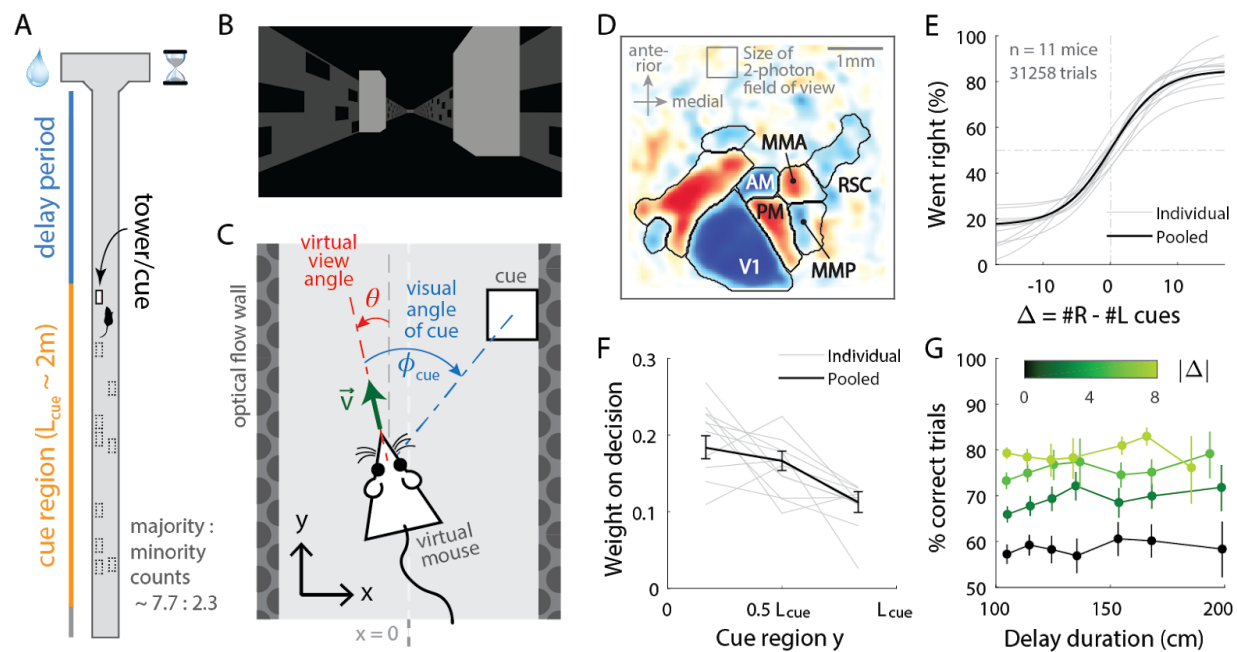 A
delay period
tower/cue
cue region (Lcue ~ 2m)
majority :
minority
counts
~ 7.7 : 2.3
B
C
virtual
view
angle
θ
visual
angle
of cue
ϕcue
cue
optical flow wall
v
y
x
virtual
mouse
x = 0
D
ante-
rior
medial
Size of
2-photon
field of view
1mm
MMA
AM
RSC
PM
V1
MMP
E
n = 11 mice
31258 trials
Went right (%)
100
80
60
40
20
0
Individual
Pooled
-10
0
10
Δ = #R - #L cues
F
Weight on decision
0.3
0.2
0.1
0
Individual
Pooled
0
0.5 Lcue
Lcue
Cue region y
G
% correct trials
100
90
80
70
60
50
|Δ|
0
4
8
100
150
200
Delay duration (cm)